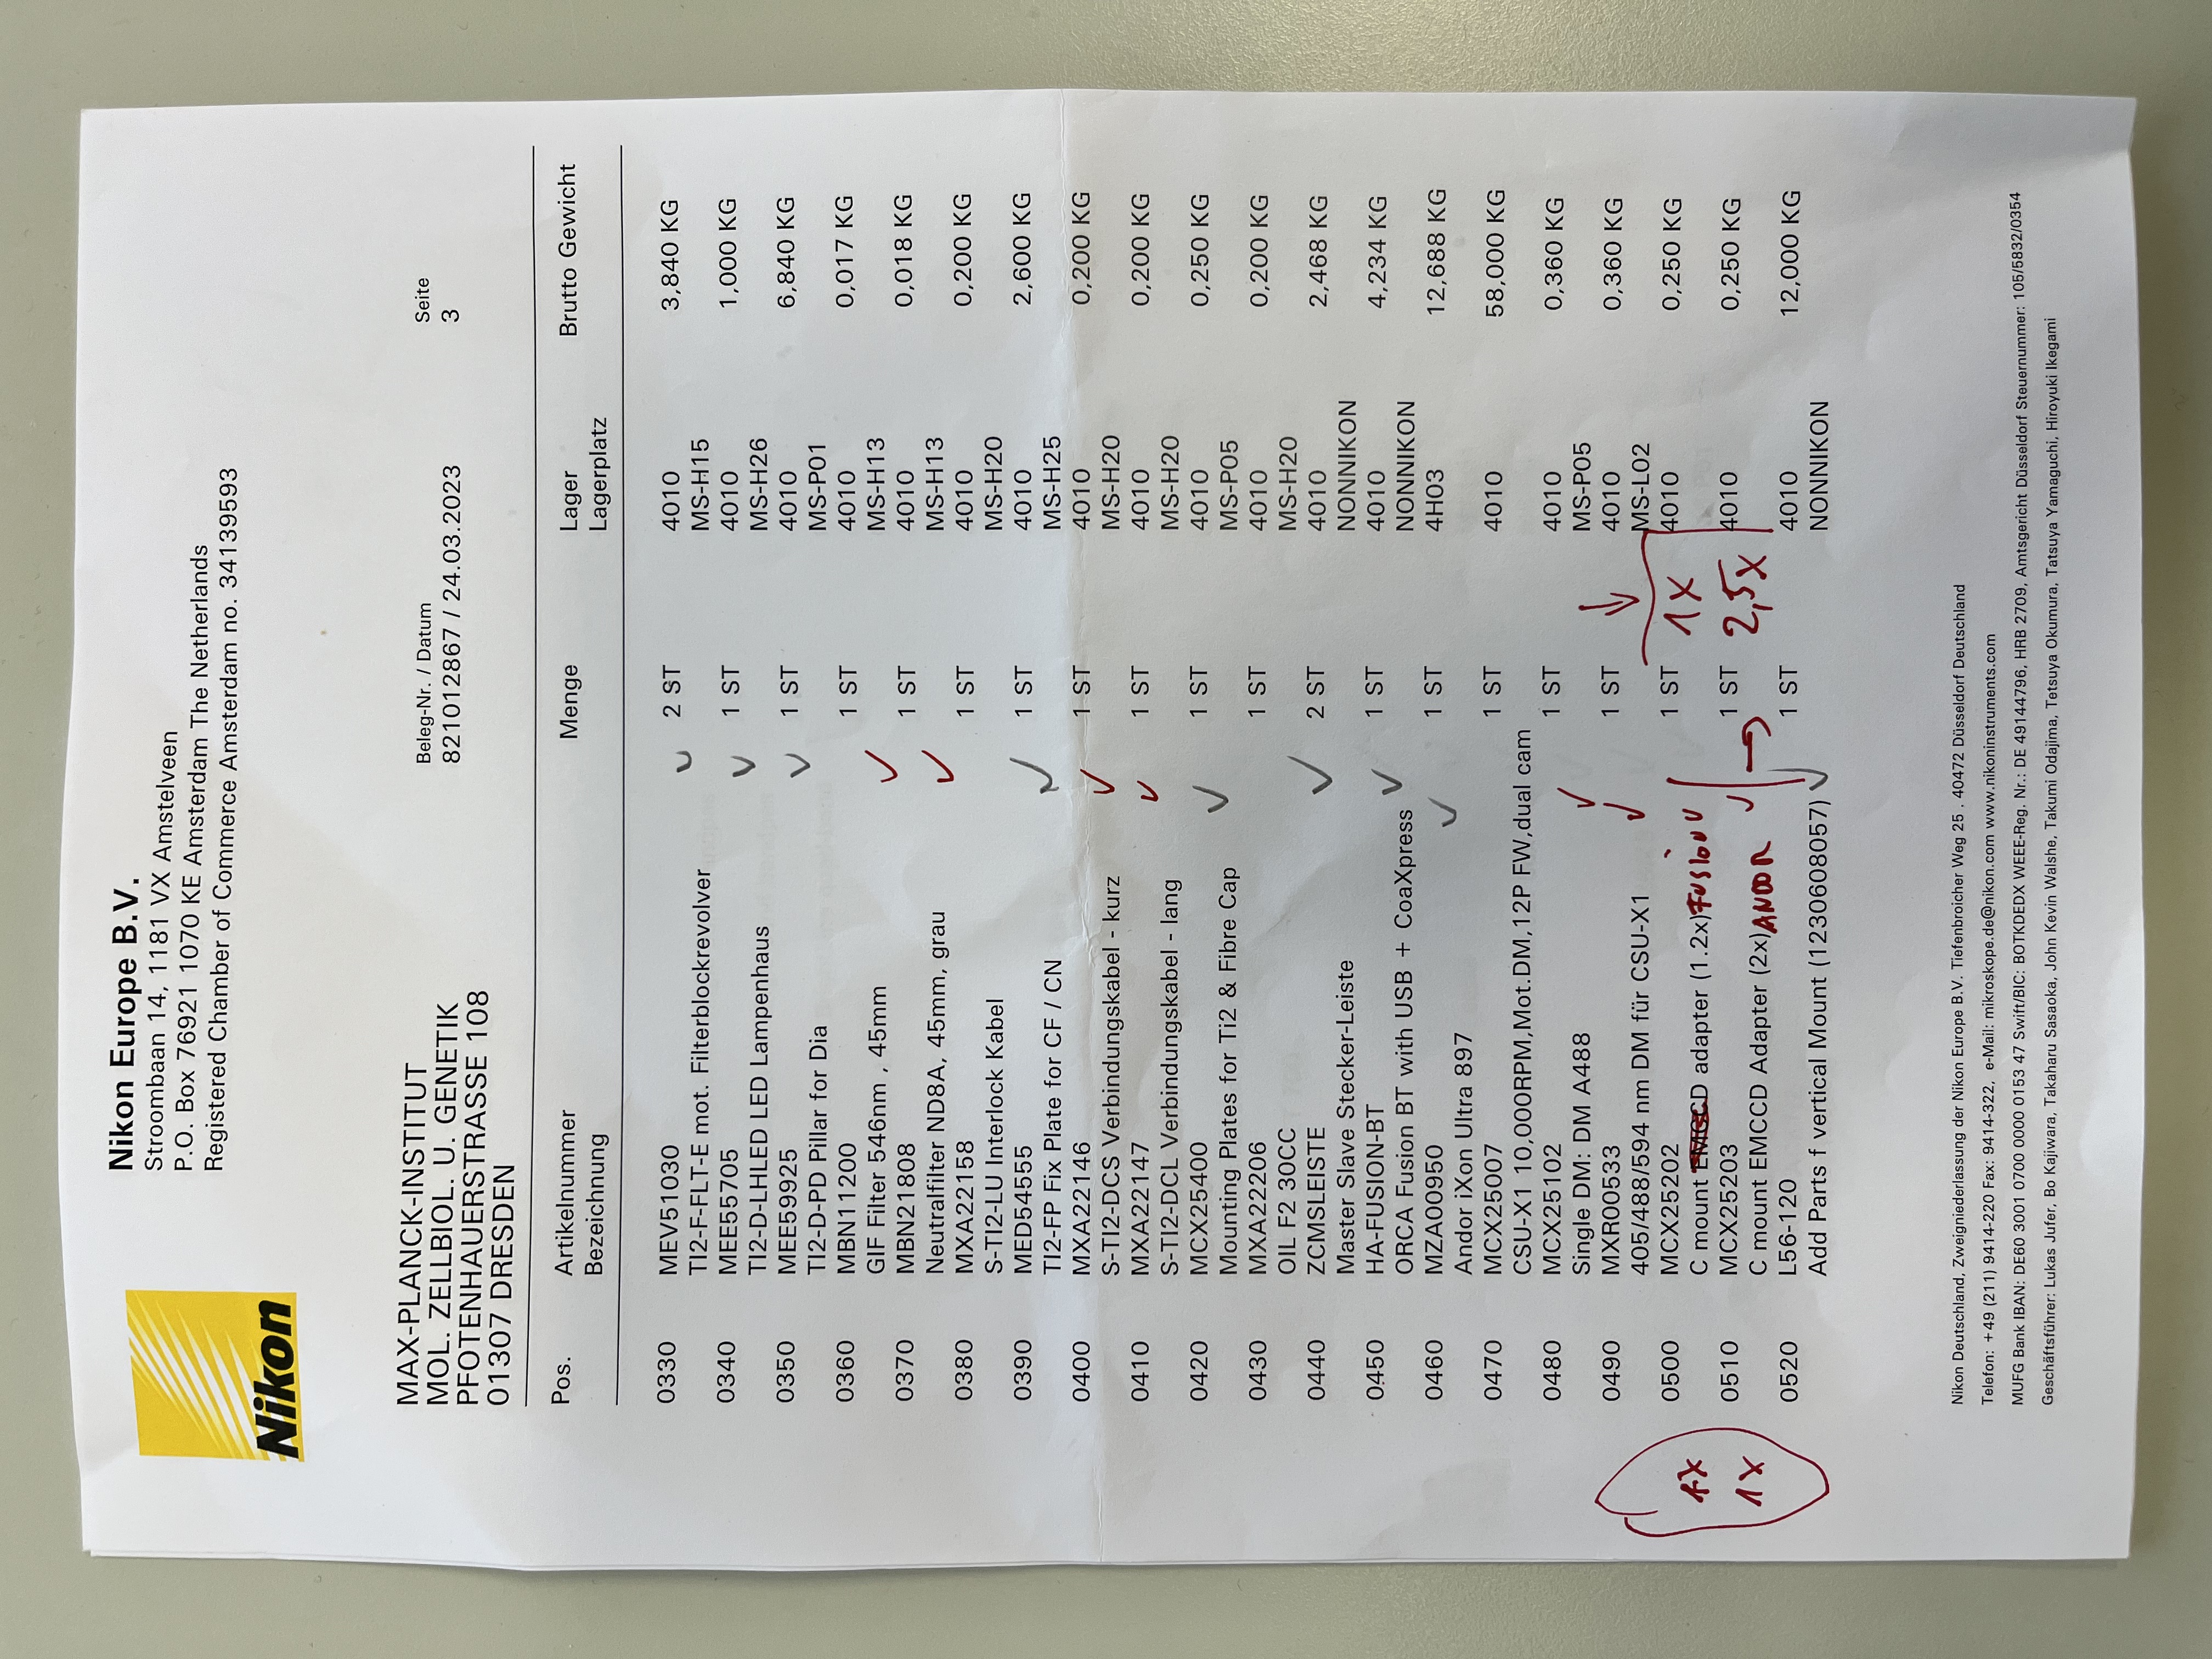 Nikon
Nikon Europe B.V.
Stroombaan 14, 1181 VX Amstelveen
P.O. Box 76921 1070 KE Amsterdam The Netherlands
Registered Chamber of Commerce Amsterdam no. 34139593
MAX-PLANCK-INSTITUT
MOL. ZELLBIOL. U. GENETIK
PFOTENHAUERSTRASSE 108
01307 DRESDEN
Beleg-Nr. / Datum
821012867 / 24.03.2023
Seite
3
Pos. Artikelnummer Menge Lager Brutto Gewicht
Bezeichnung Lagerplatz
0330 MEV51030 2 ST 4010 3,840 KG
TI2-F-FLT-E mot. Filterblockrevolver MS-H15
0340 MEE55705 1 ST 4010 1,000 KG
TI2-D-LHLED LED Lampenhaus MS-H26
0350 MEE59925 1 ST 4010 6,840 KG
TI2-D-PD Pillar for Dia MS-P01
0360 MBN11200 1 ST 4010 0,017 KG
GIF Filter 546nm , 45mm MS-H13
0370 MBN21808 1 ST 4010 0,018 KG
Neutralfilter ND8A, 45mm, grau MS-H13
0380 MXA22158 1 ST 4010 0,200 KG
S-TI2-LU Interlock Kabel MS-H20
0390 MED54555 1 ST 4010 2,600 KG
TI2-FP Fix Plate for CF / CN MS-H25
0400 MXA22146 1 ST 4010 0,200 KG
S-TI2-DCS Verbindungskabel - kurz MS-H20
0410 MXA22147 1 ST 4010 0,200 KG
S-TI2-DCL Verbindungskabel - lang MS-H20
0420 MCX25400 1 ST 4010 0,250 KG
Mounting Plates for Ti2 & Fibre Cap MS-P05
0430 MXA22206 1 ST 4010 0,200 KG
OIL F2 30CC MS-H20
0440 ZCMSLEISTE 2 ST 4010 2,468 KG
Master Slave Stecker-Leiste NONNIKON
0450 HA-FUSION-BT 1 ST 4010 4,234 KG
ORCA Fusion BT with USB + CoaXpress NONNIKON
0460 MZA00950 1 ST 4H03 12,688 KG
Andor iXon Ultra 897
0470 MCX25007 1 ST 4010 58,000 KG
CSU-X1 10,000RPM,Mot.DM,12P FW,dual cam
0480 MCX25102 1 ST 4010 0,360 KG
Single DM: DM A488 MS-P05
0490 MXR00533 1 ST 4010 0,360 KG
405/488/594 nm DM für CSU-X1 MS-L02
0500 MCX25202 1 ST 1x 4010 0,250 KG
1x C mount EMCCD adapter (1.2x) FUSION
0510 MCX25203 1 ST 2,5x 4010 0,250 KG
1x C mount EMCCD Adapter (2x) ANDOR
0520 L56-120 1 ST 4010 12,000 KG
Add Parts f vertical Mount (1230608057) NONNIKON
Nikon Deutschland, Zweigniederlassung der Nikon Europe B.V. Tiefenbroicher Weg 25 . 40472 Düsseldorf Deutschland
Telefon: +49 (211) 9414-220 Fax: 9414-322, e-Mail: mikroskope.de@nikon.com www.nikoninstruments.com
MUFG Bank IBAN: DE60 3001 0700 0000 0153 47 Swift/BIC: BOTKDEDX WEEE-Reg. Nr.: DE 49144796, HRB 2709, Amtsgericht Düsseldorf Steuernummer: 105/5832/0354
Geschäftsführer: Lukas Jufer, Bo Kajiwara, Takaharu Sasaoka, John Kevin Walshe, Takumi Odajima, Tetsuya Okumura, Tatsuya Yamaguchi, Hiroyuki Ikegami